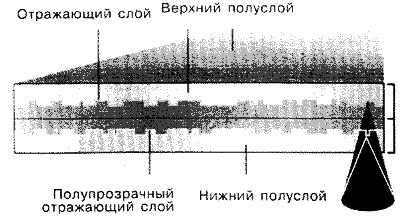 Отражающий слой
Верхний полуслой
Полупрозрачный
отражающий слой
Нижний полуслой